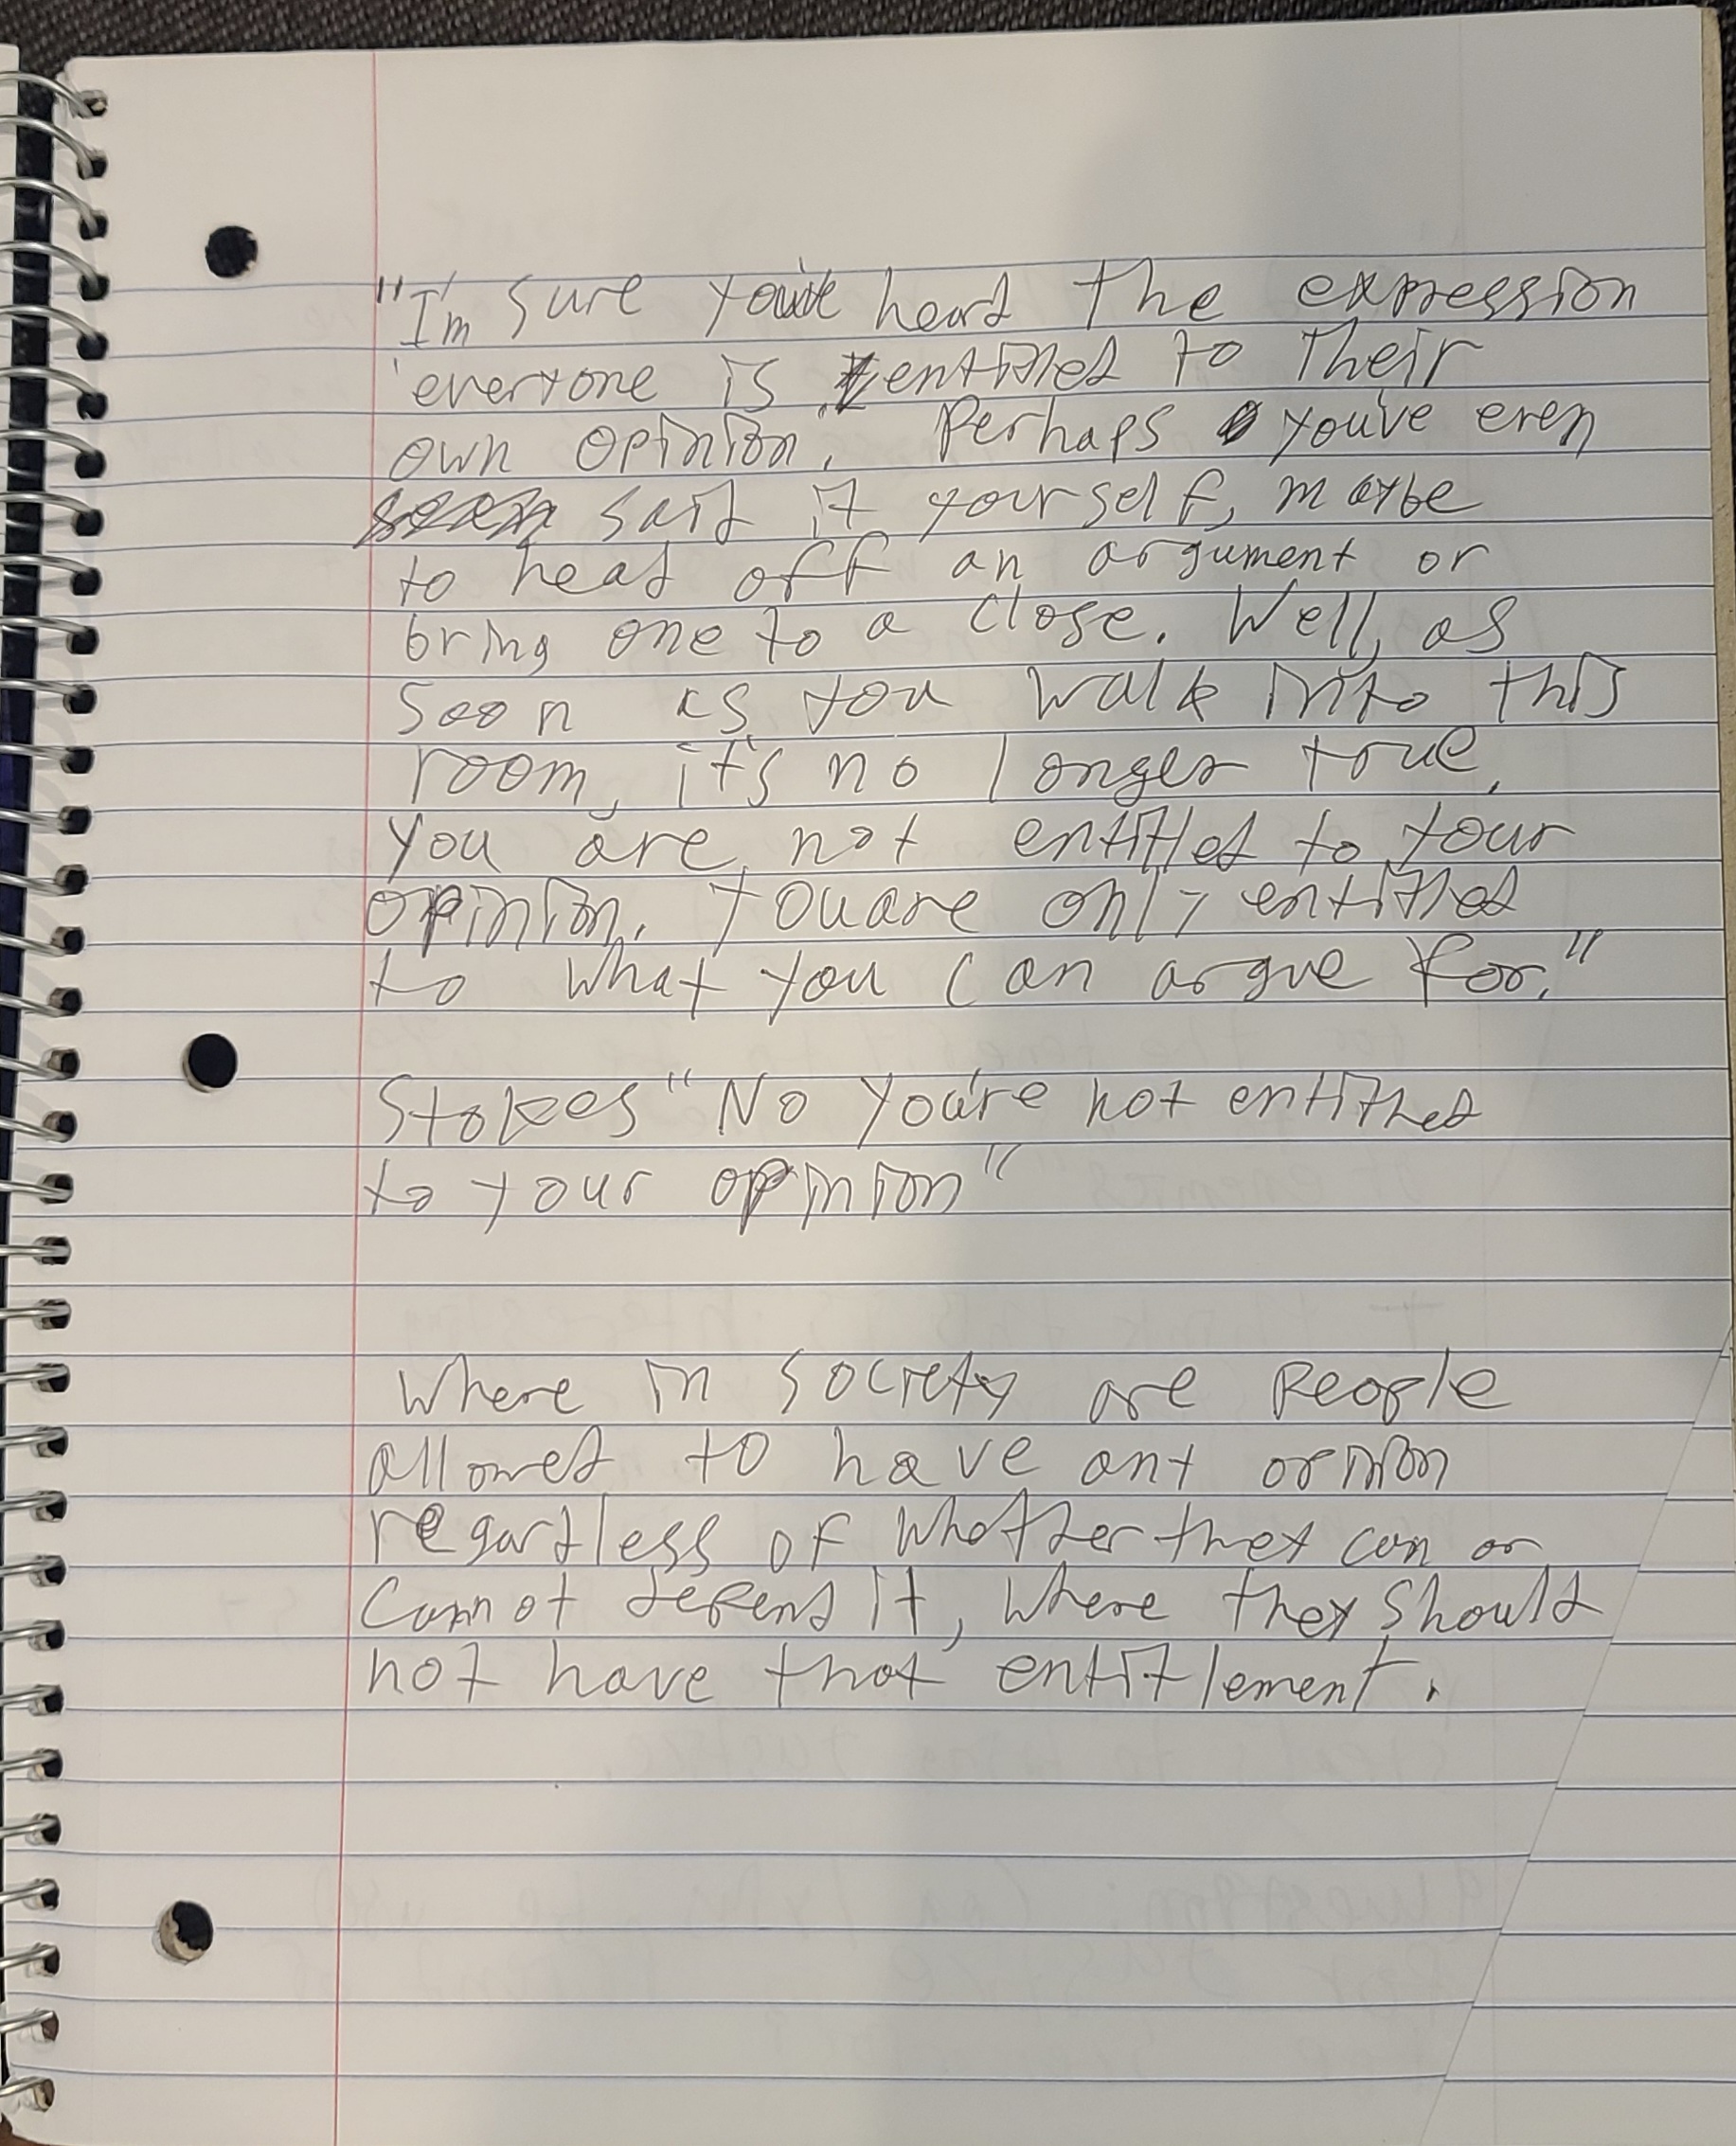 "I'm sure you've heard the expression
'everyone is entitled to their
own opinion'. Perhaps you've even
said it yourself, maybe
to head off an argument or
bring one to a close. Well, as
soon as you walk into this
room, it's no longer true.
You are not entitled to your
opinion. You are only entitled
to what you can argue for."
Stokes "No you're not entitled
to your opinion"
Where in society are people
allowed to have any opinion
regardless of whether they can or
cannot defend it, where they should
not have that entitlement.